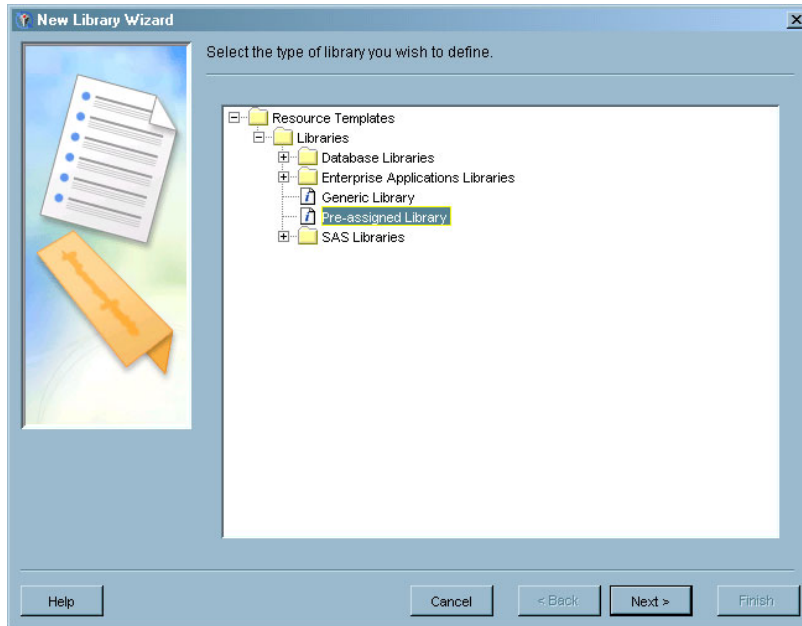 New Library Wizard
Select the type of library you wish to define.
Resource Templates
Libraries
Database Libraries
Enterprise Applications Libraries
Generic Library
Pre-assigned Library
SAS Libraries
Help
Cancel
< Back
Next >
Finish